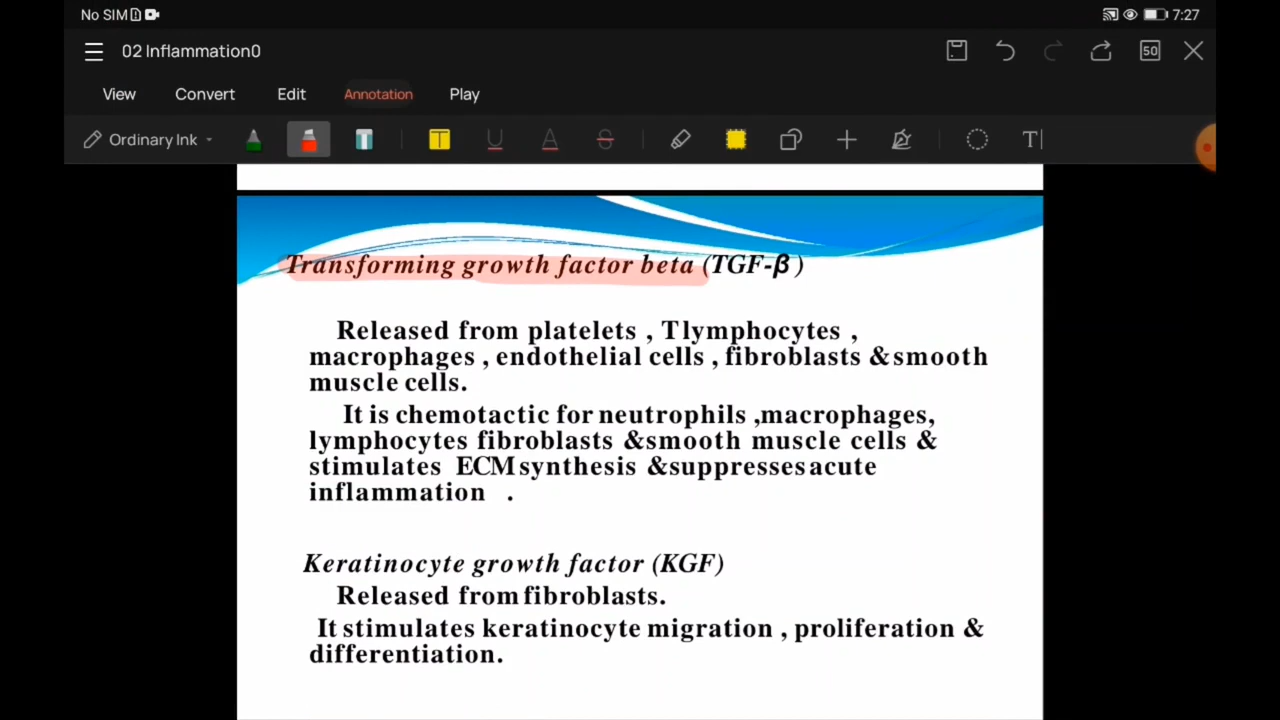 No SIM 7:27
02 Inflammation0 50
View Convert Edit Annotation Play
Ordinary Ink T U A S T
Transforming growth factor beta (TGF-β )
Released from platelets , T lymphocytes ,
macrophages , endothelial cells , fibroblasts & smooth
muscle cells.
It is chemotactic for neutrophils ,macrophages,
lymphocytes fibroblasts &smooth muscle cells &
stimulates ECM synthesis &suppresses acute
inflammation .
Keratinocyte growth factor (KGF)
Released from fibroblasts.
It stimulates keratinocyte migration , proliferation &
differentiation.